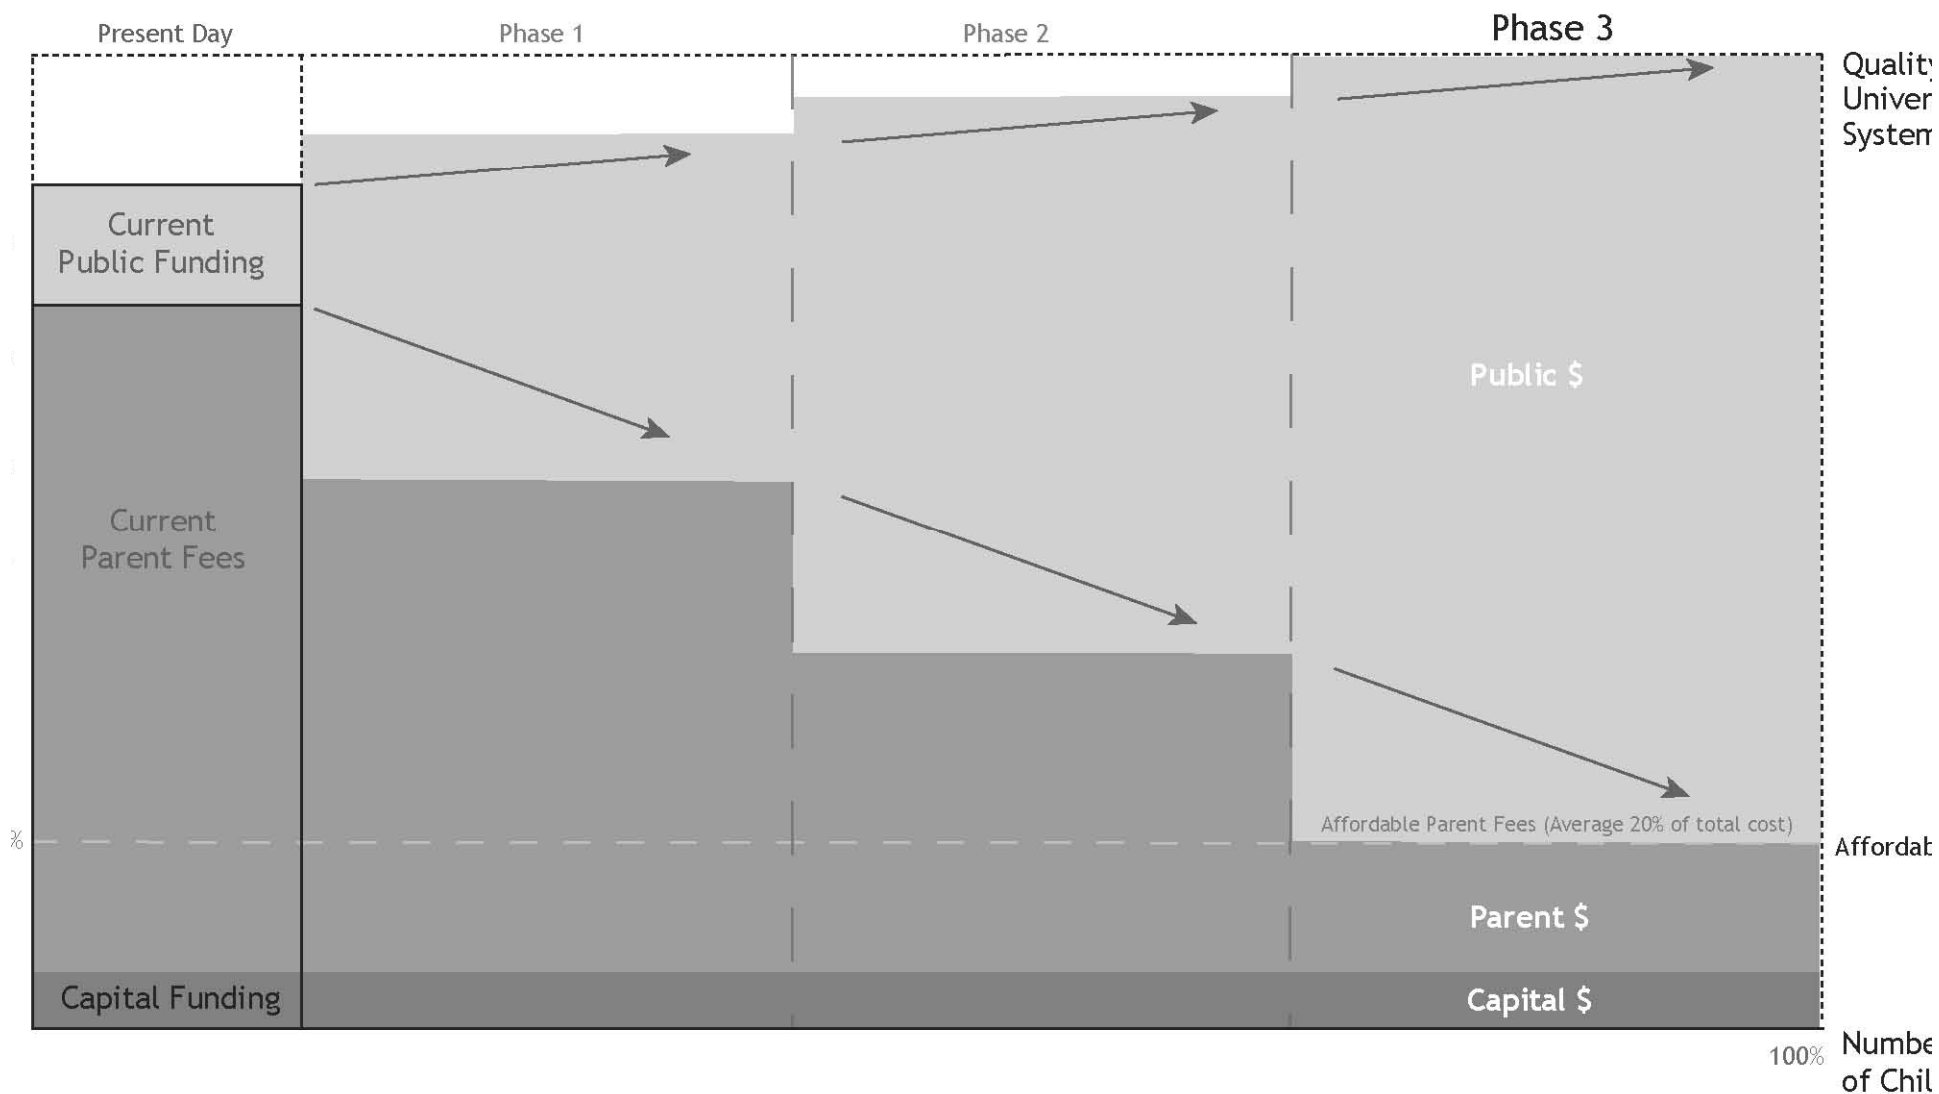 Present Day
Phase 1
Phase 2
Phase 3
Quality
Univer
System
Current
Public Funding
Public $
Current
Parent Fees
Affordable Parent Fees (Average 20% of total cost)
%
Affordab
Parent $
Capital Funding
Capital $
100%
Numbe
of Chil